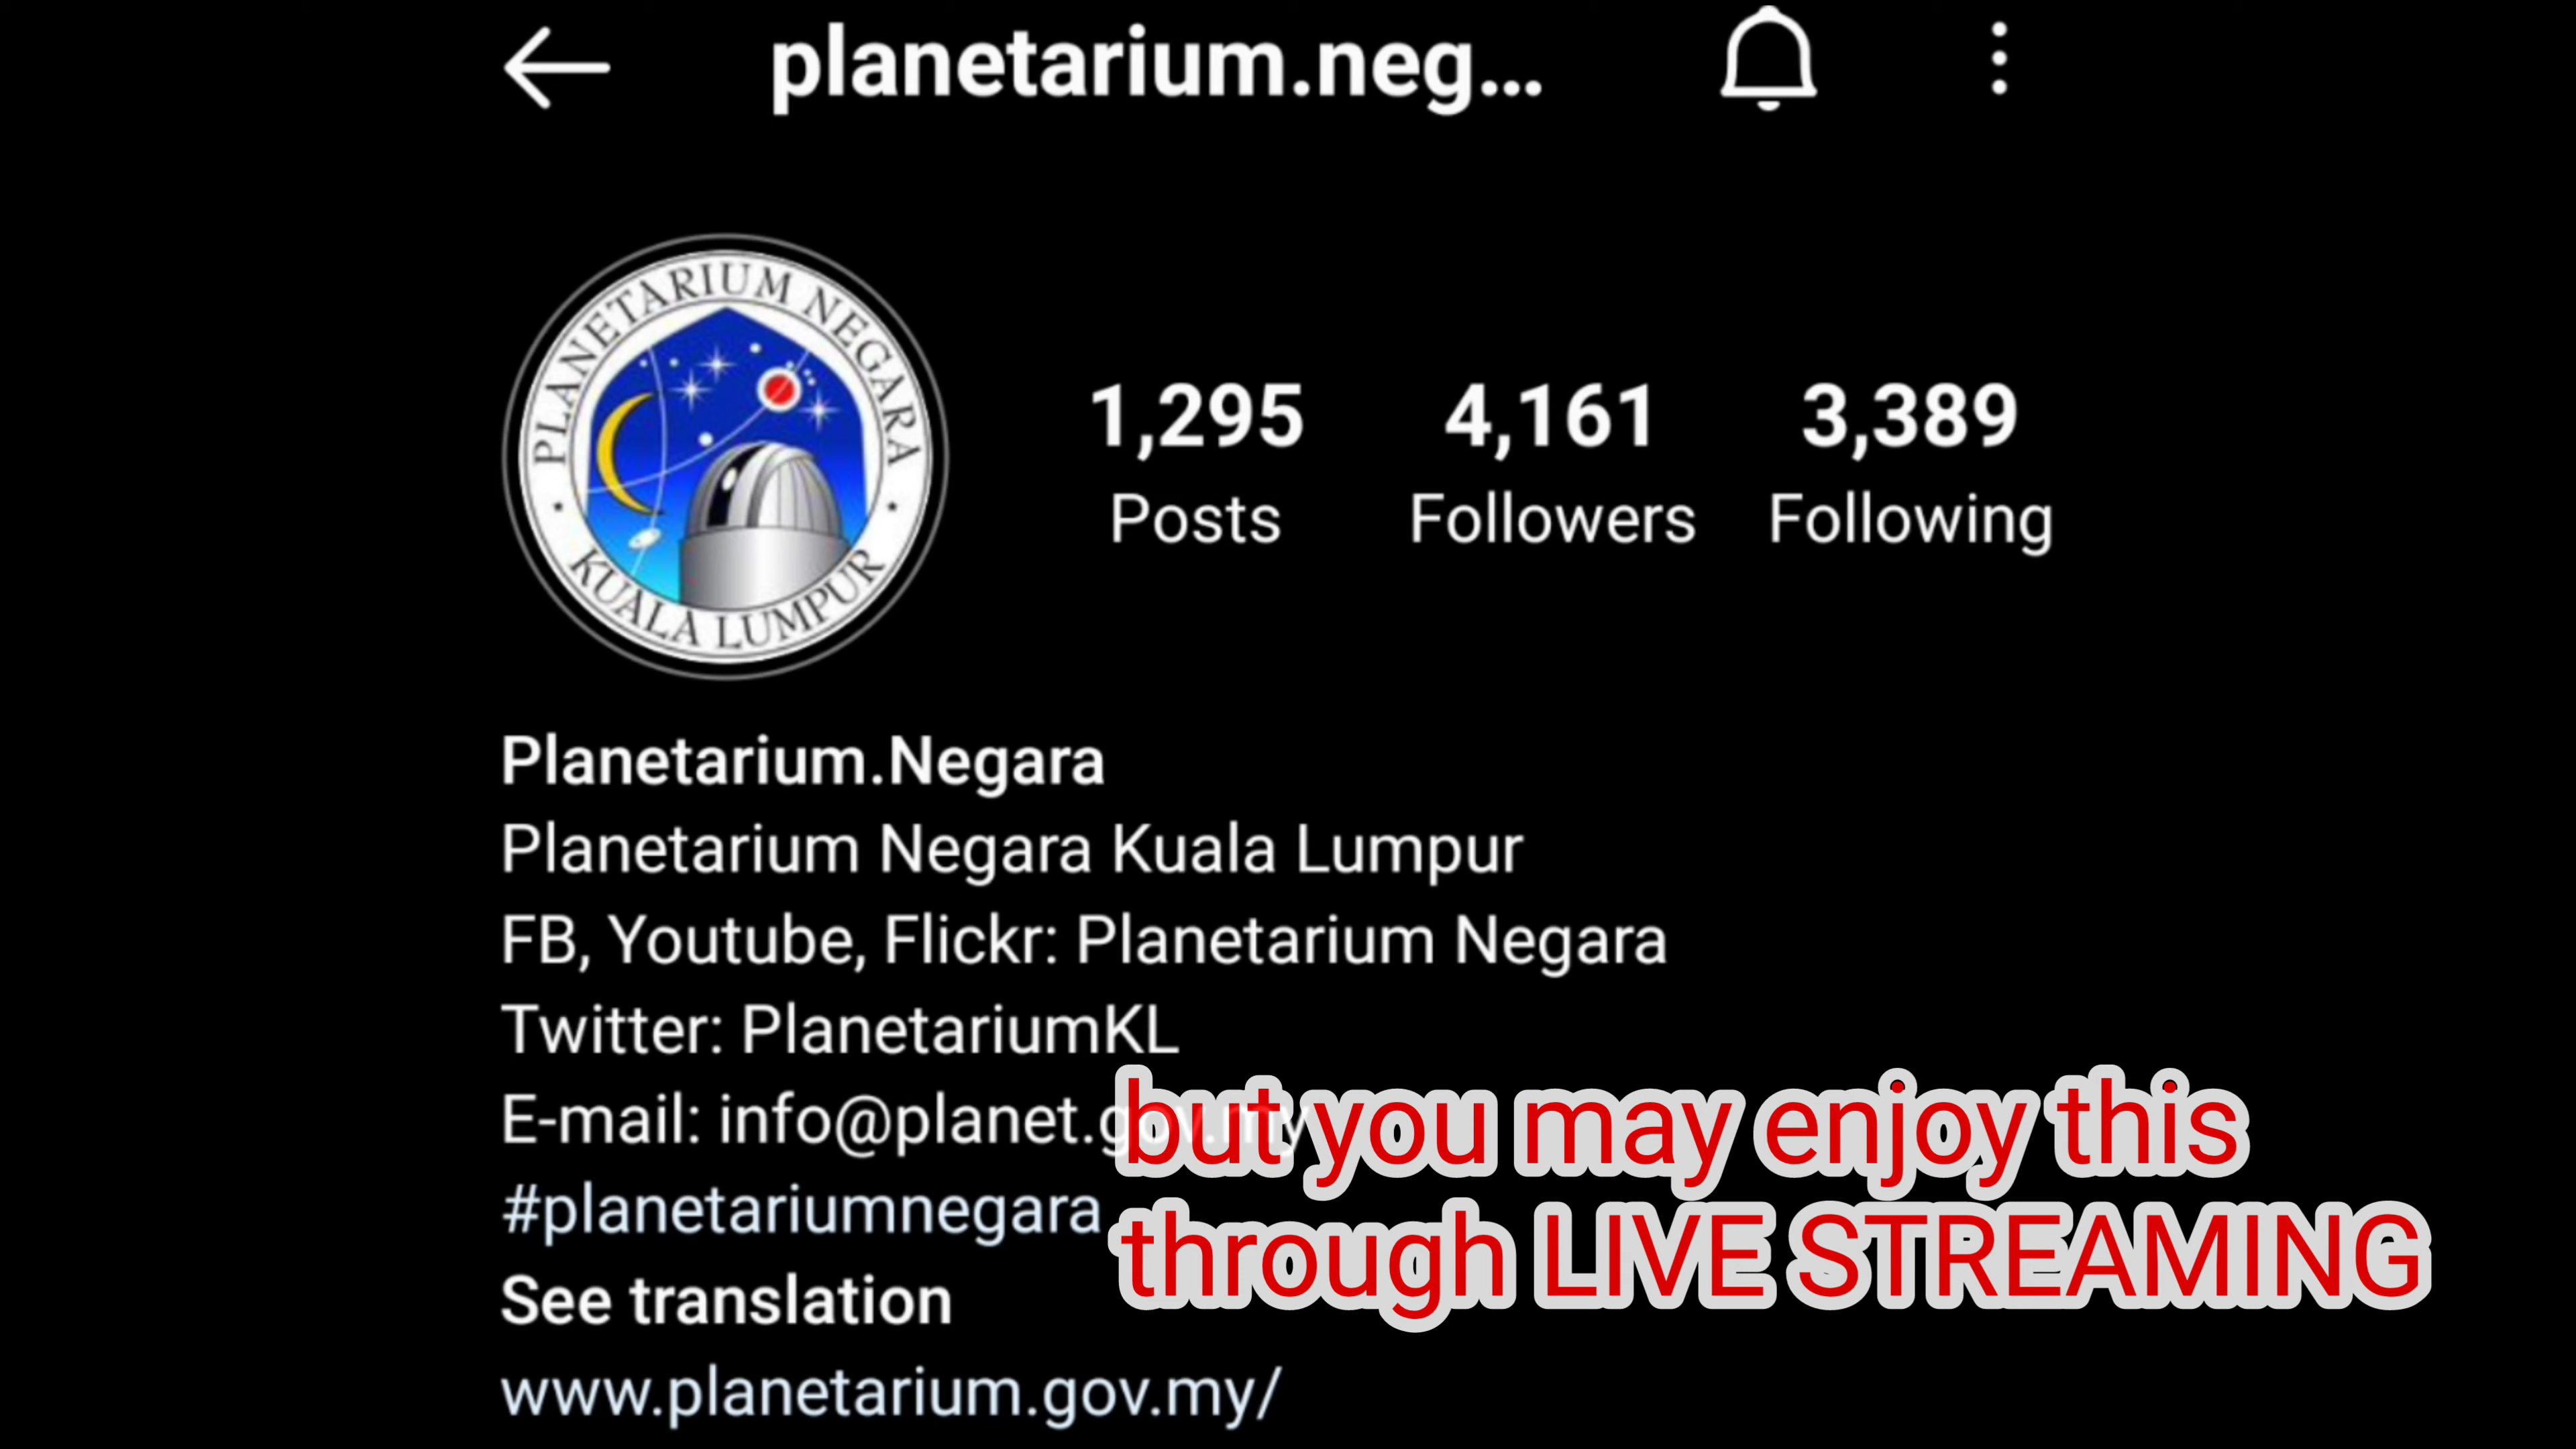 planetarium.neg...
PLANETARIUM NEGARA
KUALA LUMPUR
1,295 4,161 3,389
Posts Followers Following
Planetarium.Negara
Planetarium Negara Kuala Lumpur
FB, Youtube, Flickr: Planetarium Negara
Twitter: PlanetariumKL
E-mail: info@planet.gov.my
#planetariumnegara
See translation
www.planetarium.gov.my/
but you may enjoy this
through LIVE STREAMING